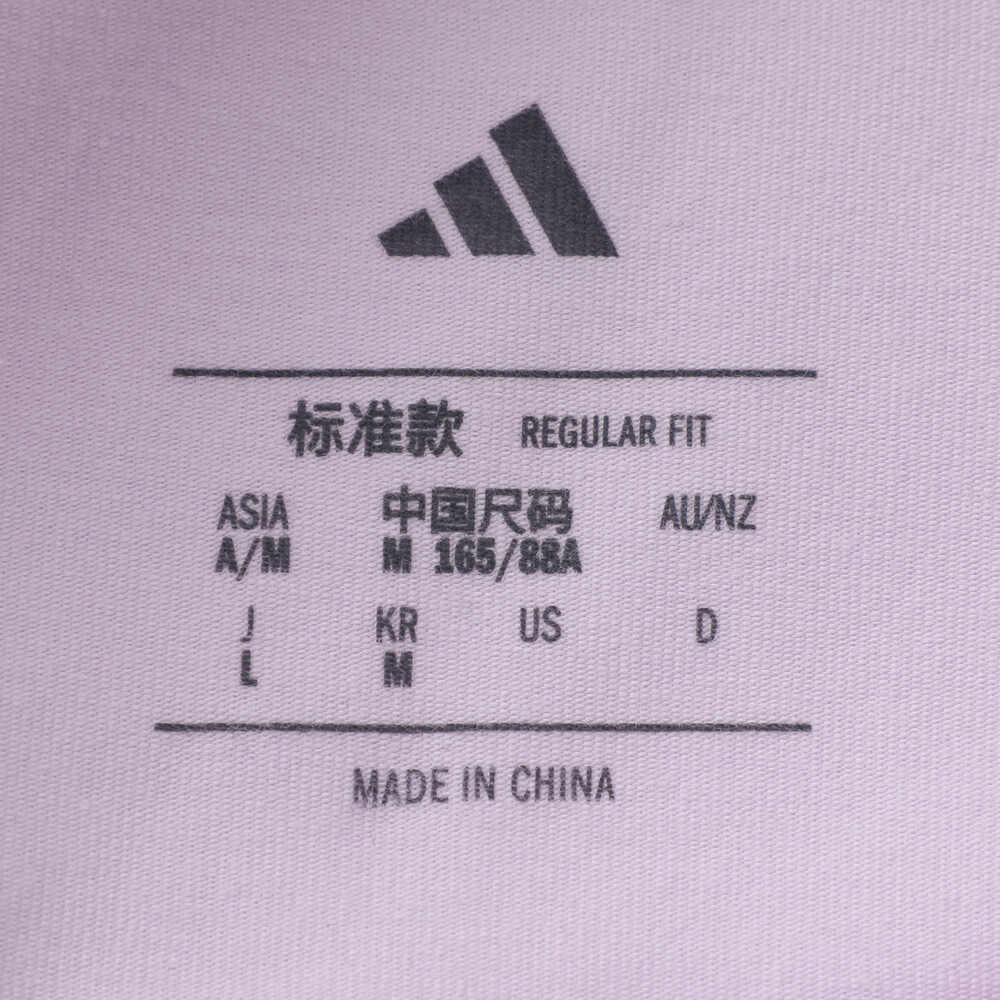 标准款 REGULAR FIT
ASIA 中国尺码 AU/NZ
A/M M 165/88A
J KR US D
L M
MADE IN CHINA